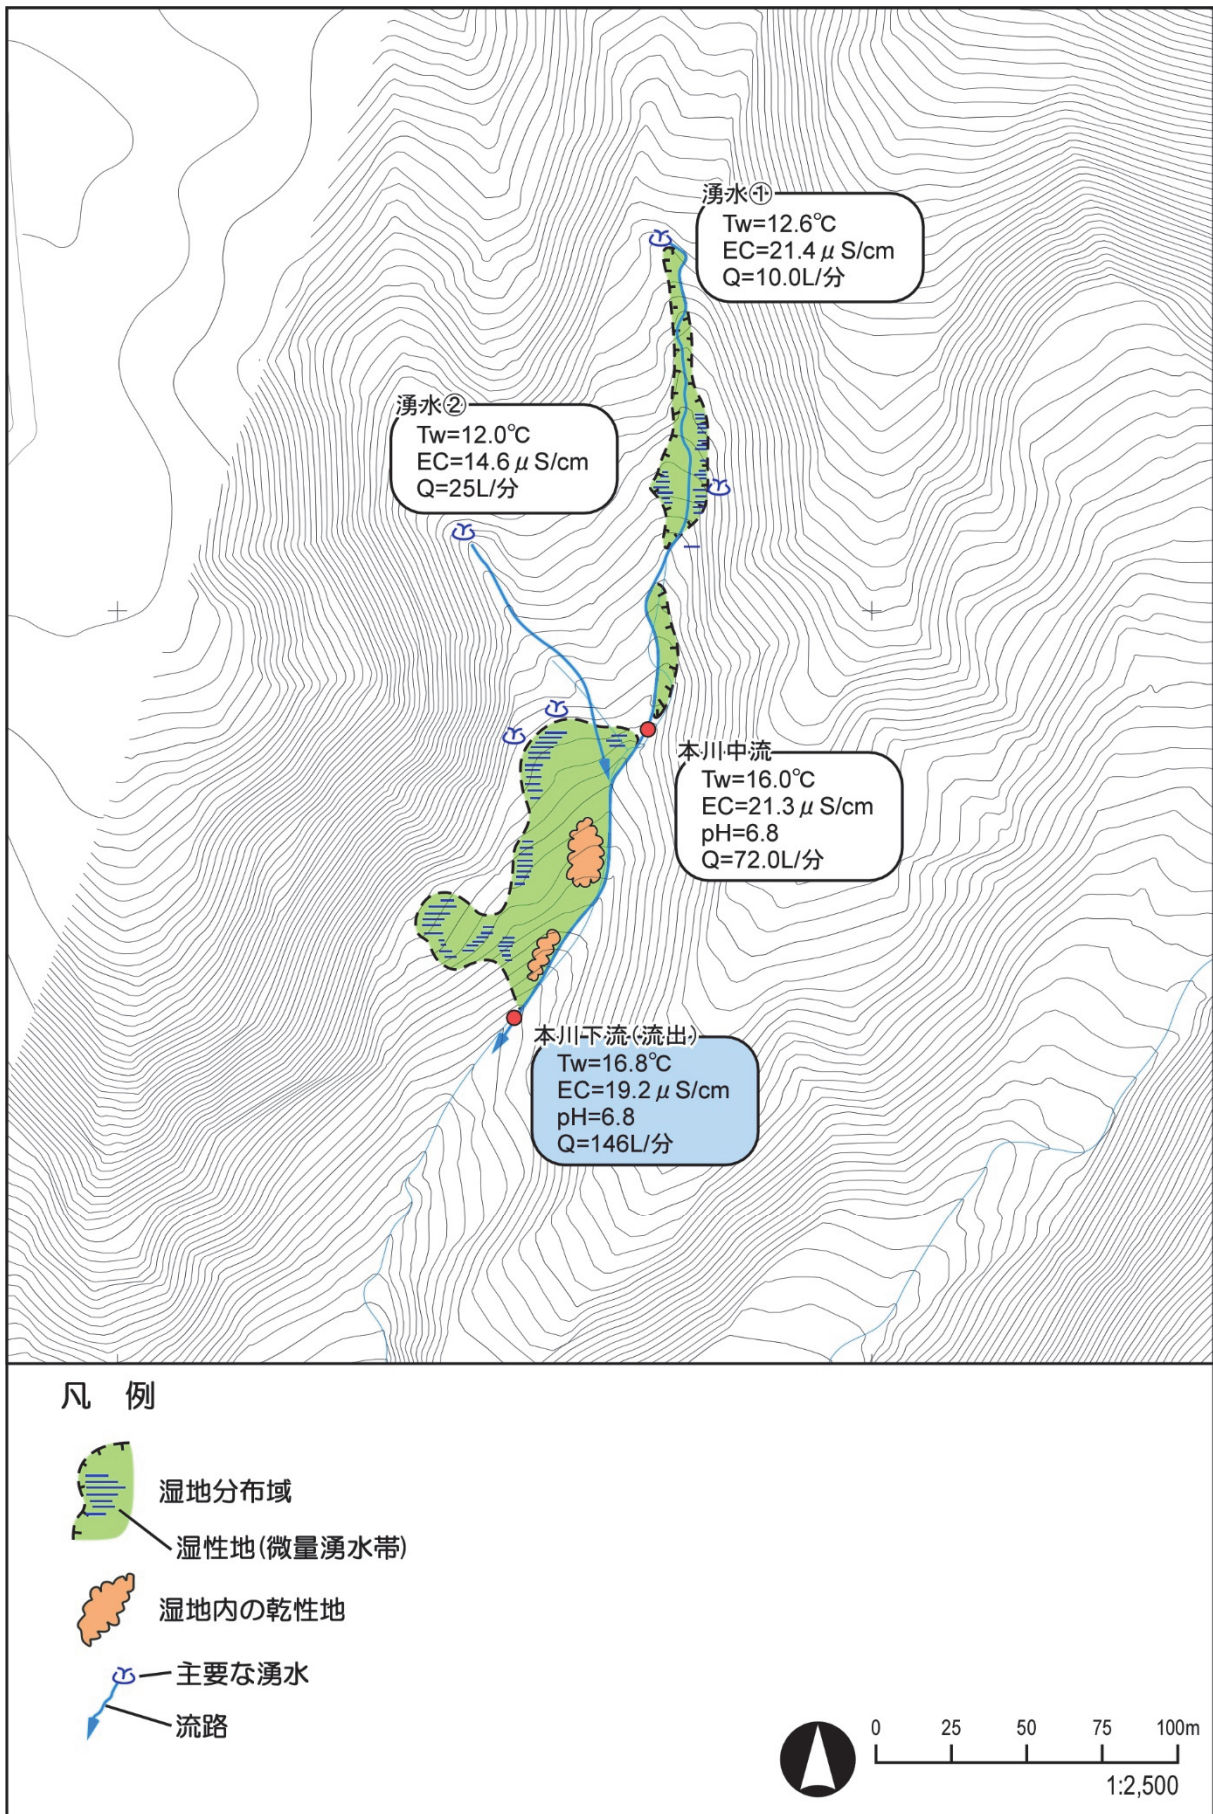 湧水①
Tw=12.6℃
EC=21.4μS/cm
Q=10.0L/分
湧水②
Tw=12.0℃
EC=14.6μS/cm
Q=25L/分
本川中流
Tw=16.0℃
EC=21.3μS/cm
pH=6.8
Q=72.0L/分
本川下流(流出)
Tw=16.8℃
EC=19.2μS/cm
pH=6.8
Q=146L/分
凡 例
湿地分布域
湿性地(微量湧水帯)
湿地内の乾性地
主要な湧水
流路
0 25 50 75 100m
1:2,500